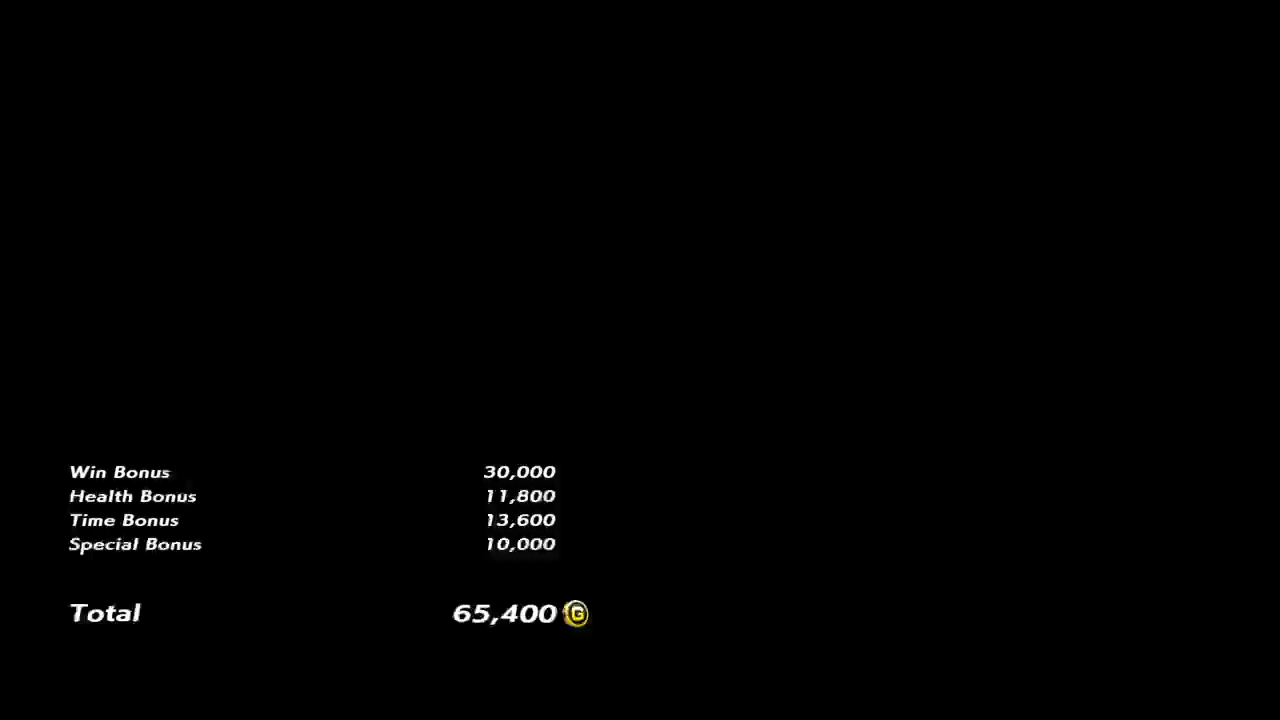 Win Bonus 30,000
Health Bonus 11,800
Time Bonus 13,600
Special Bonus 10,000
Total 65,400 G